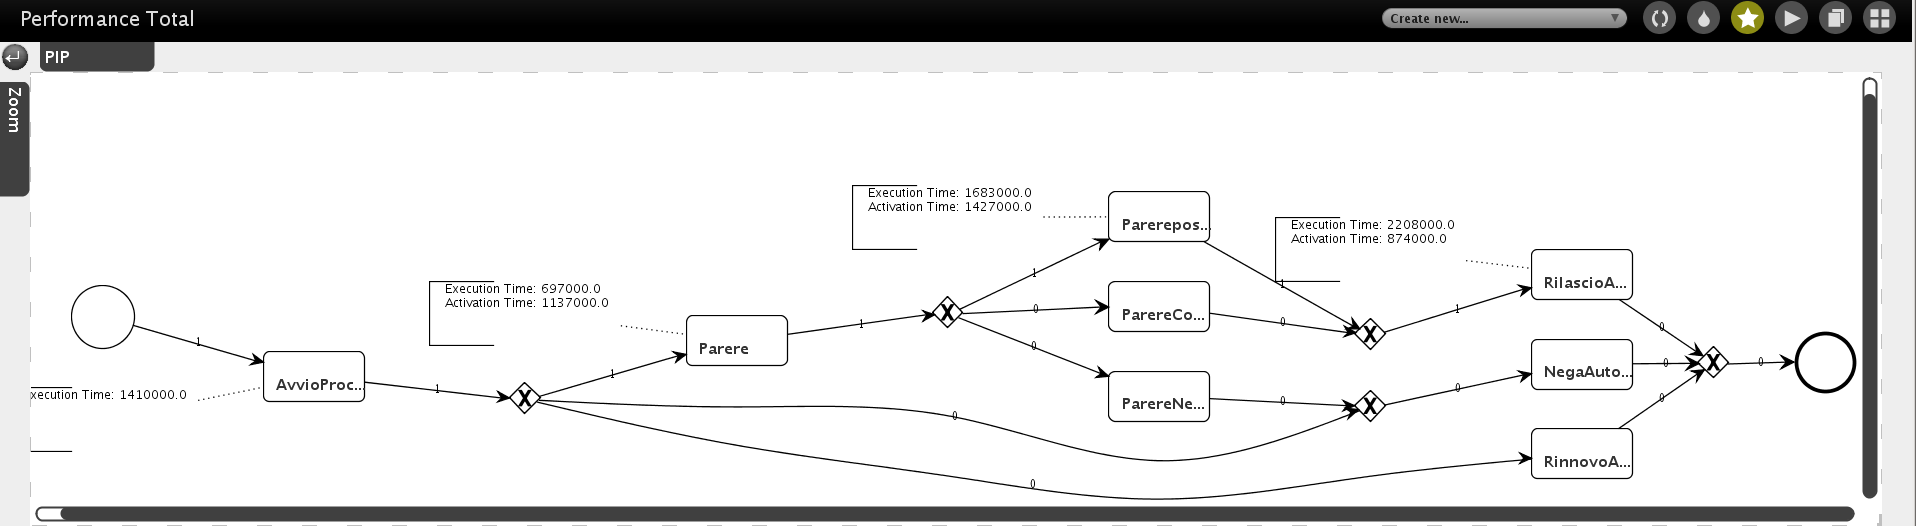 Performance Total
Create new...
PIP
Zoom
Execution Time: 1683000.0
Activation Time: 1427000.0
Parerepos...
Execution Time: 2208000.0
Activation Time: 874000.0
RilascioA...
Execution Time: 697000.0
Activation Time: 1137000.0
Parere
X
ParereCo...
X
1
1
1
1
1
1
1
0
0
0
0
0
0
AvvioProc...
xecution Time: 1410000.0
X
ParereNe...
X
0
0
0
0
NegaAuto...
X
0
RinnovoA...